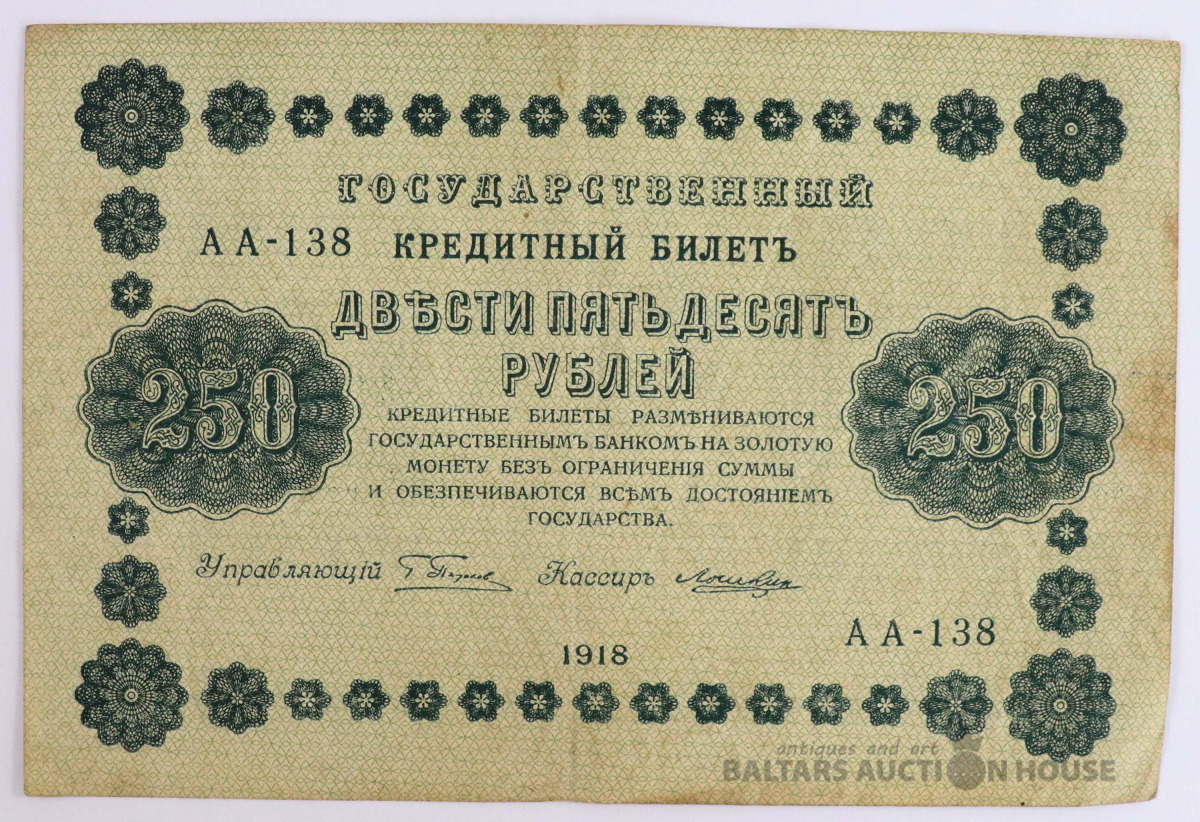 ГОСУДАРСТВЕННЫЙ
АА-138 КРЕДИТНЫЙ БИЛЕТЪ
ДВѢСТИ ПЯТЬДЕСЯТЪ
РУБЛЕЙ
250
250
КРЕДИТНЫЕ БИЛЕТЫ РАЗМѢНИВАЮТСЯ
ГОСУДАРСТВЕННЫМЪ БАНКОМЪ НА ЗОЛОТУЮ
МОНЕТУ БЕЗЪ ОГРАНИЧЕНІЯ СУММЫ
И ОБЕЗПЕЧИВАЮТСЯ ВСѢМЪ ДОСТОЯНІЕМЪ
ГОСУДАРСТВА.
Управляющій Кассиръ
АА-138
1918
antiques and art
BALTARS AUCTION HOUSE